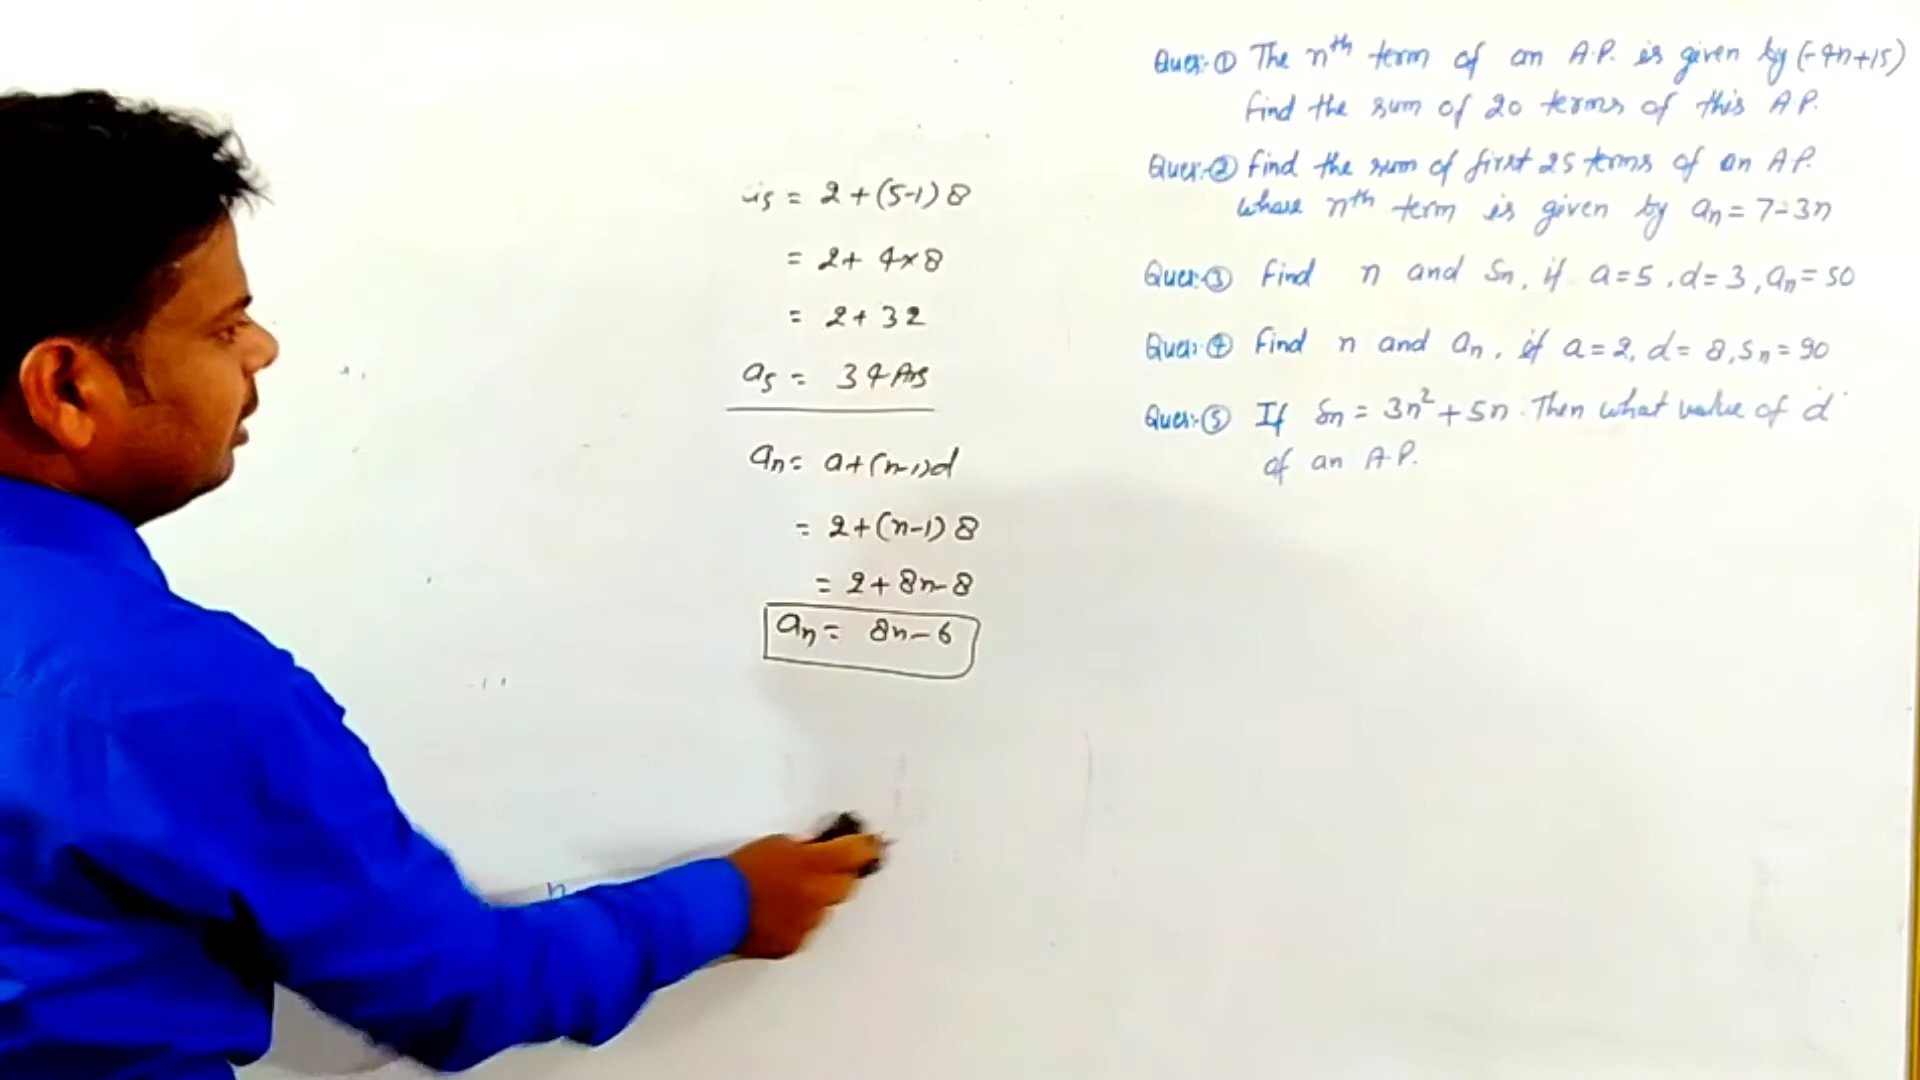 = 2+(5-1)8
= 2+ 4×8
= 2+32
a5 = 34 Ans
an = a+(n-1)d
= 2+(n-1)8
= 2+8n-8
an = 8n-6
n
Ques:-① The nth term of an A.P. is given by (-4n+15)
Find the sum of 20 terms of this A.P.
Ques:-② Find the sum of first 25 terms of an A.P.
whose nth term is given by an = 7-3n
Ques:-③ Find n and Sn, if a=5, d=3, an=50
Ques:④ Find n and an, if a=2, d=8, Sn=90
Ques:-⑤ If Sn = 3n²+5n. Then what value of d
of an A.P.